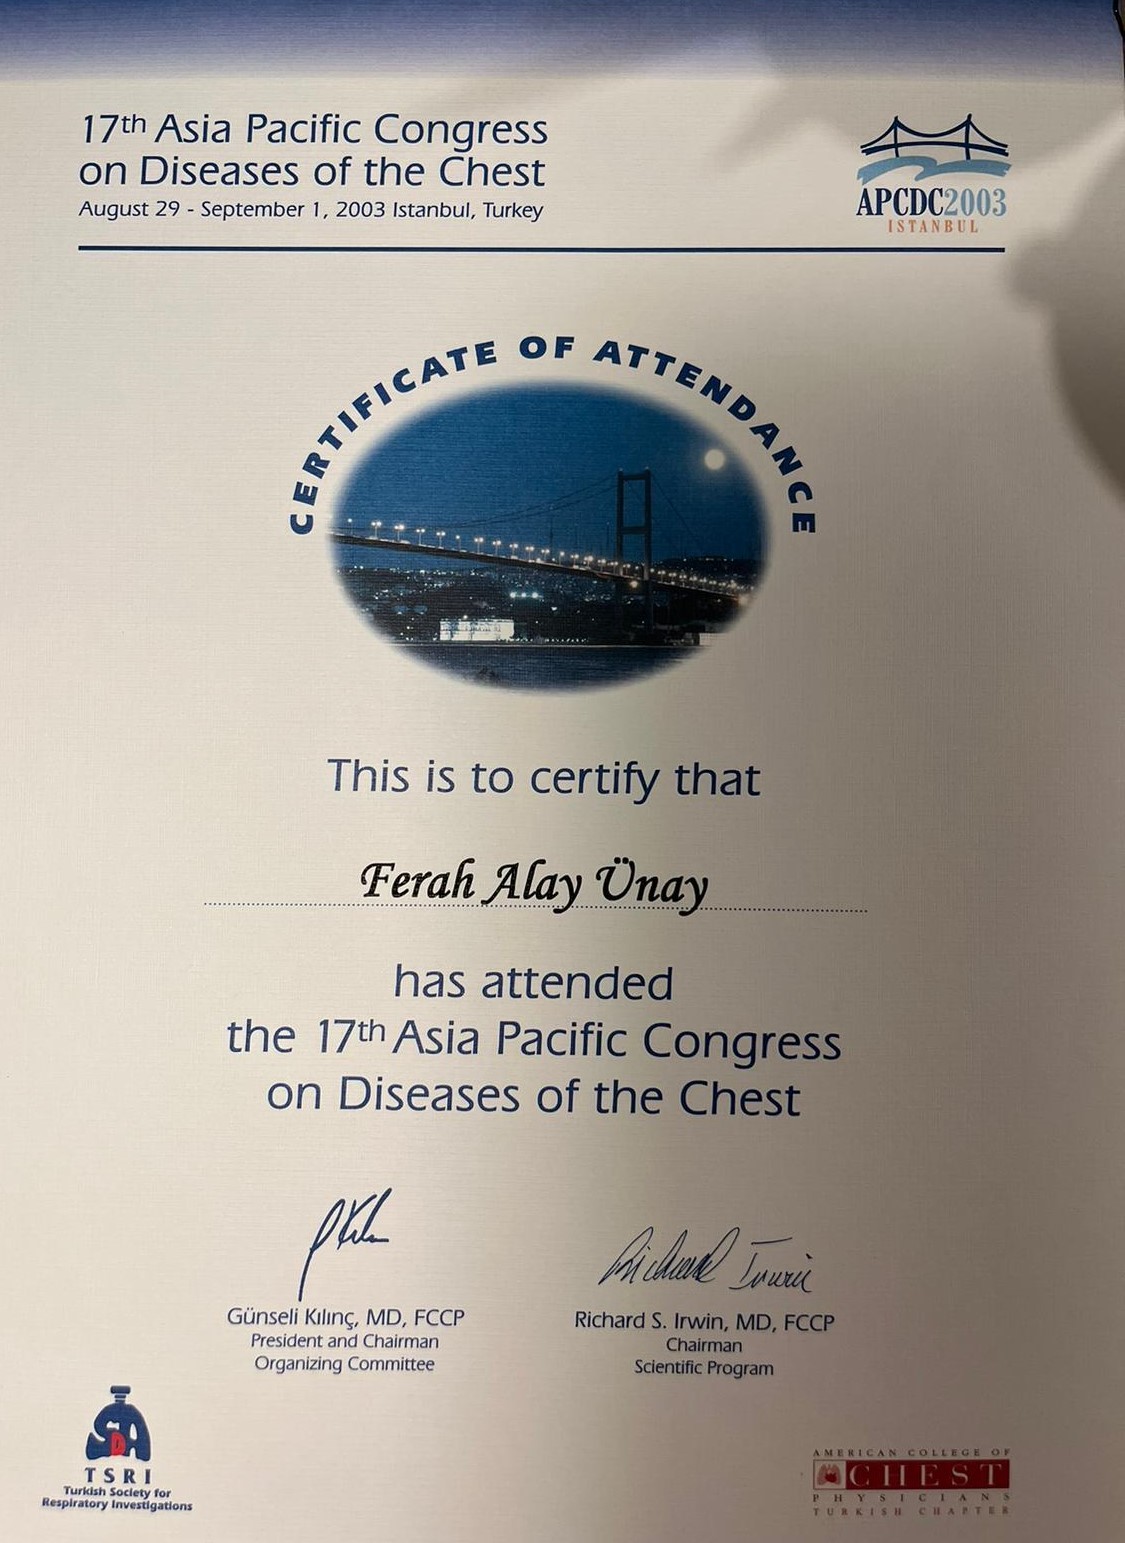 17th Asia Pacific Congress
on Diseases of the Chest
August 29 - September 1, 2003 Istanbul, Turkey
APCDC2003
ISTANBUL
CERTIFICATE OF ATTENDANCE
This is to certify that
Ferah Alay Ünay
has attended
the 17th Asia Pacific Congress
on Diseases of the Chest
Richard Irwin
Günseli Kılınç, MD, FCCP
President and Chairman
Organizing Committee
Richard S. Irwin, MD, FCCP
Chairman
Scientific Program
SDA
TSRI
Turkish Society for
Respiratory Investigations
AMERICAN COLLEGE OF
CHEST
PHYSICIANS
TURKISH CHAPTER